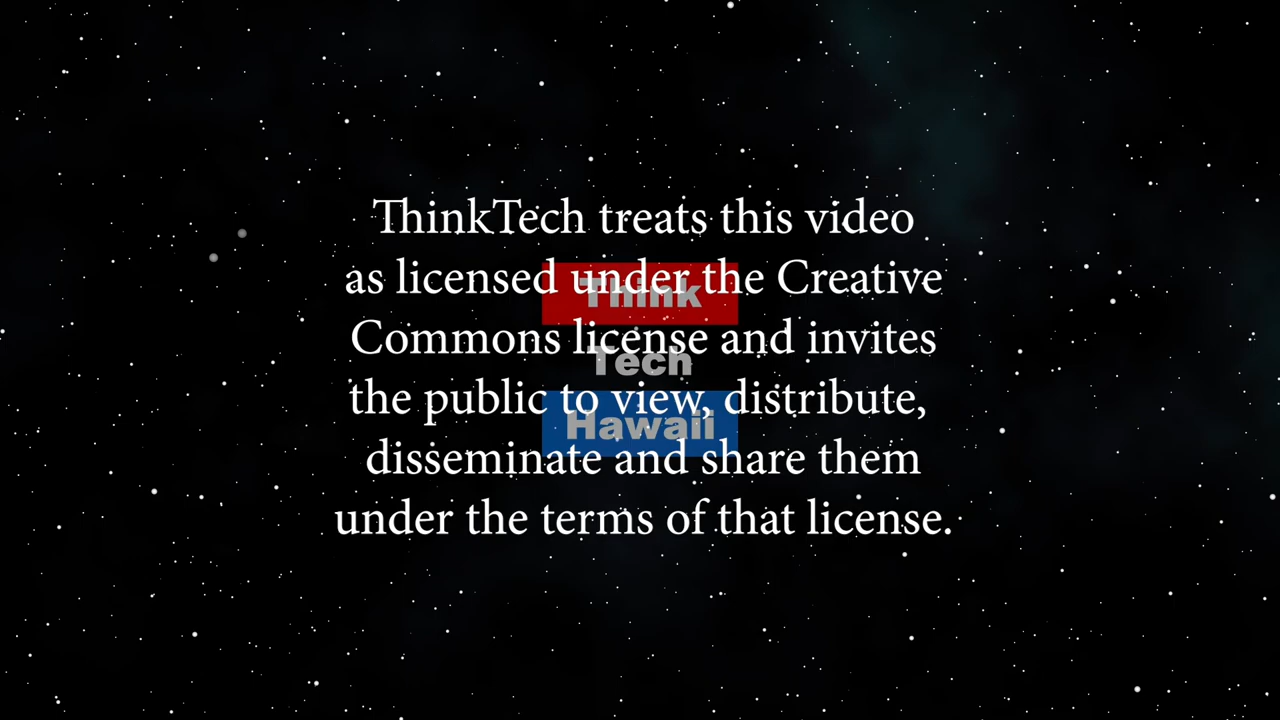 ThinkTech treats this video
as licensed under the Creative
Commons license and invites
the public to view, distribute,
disseminate and share them
under the terms of that license.
Think
Tech
Hawaii